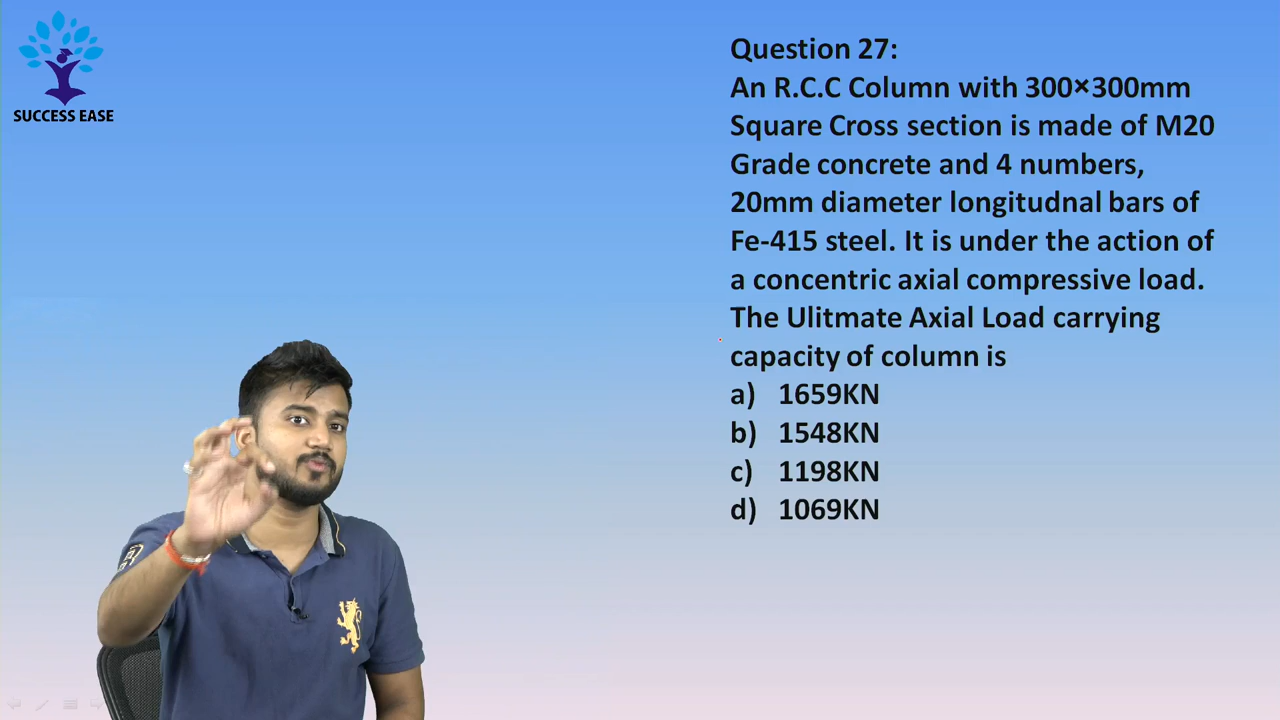 SUCCESS EASE
Question 27:
An R.C.C Column with 300×300mm
Square Cross section is made of M20
Grade concrete and 4 numbers,
20mm diameter longitudnal bars of
Fe-415 steel. It is under the action of
a concentric axial compressive load.
The Ulitmate Axial Load carrying
capacity of column is
a) 1659KN
b) 1548KN
c) 1198KN
d) 1069KN